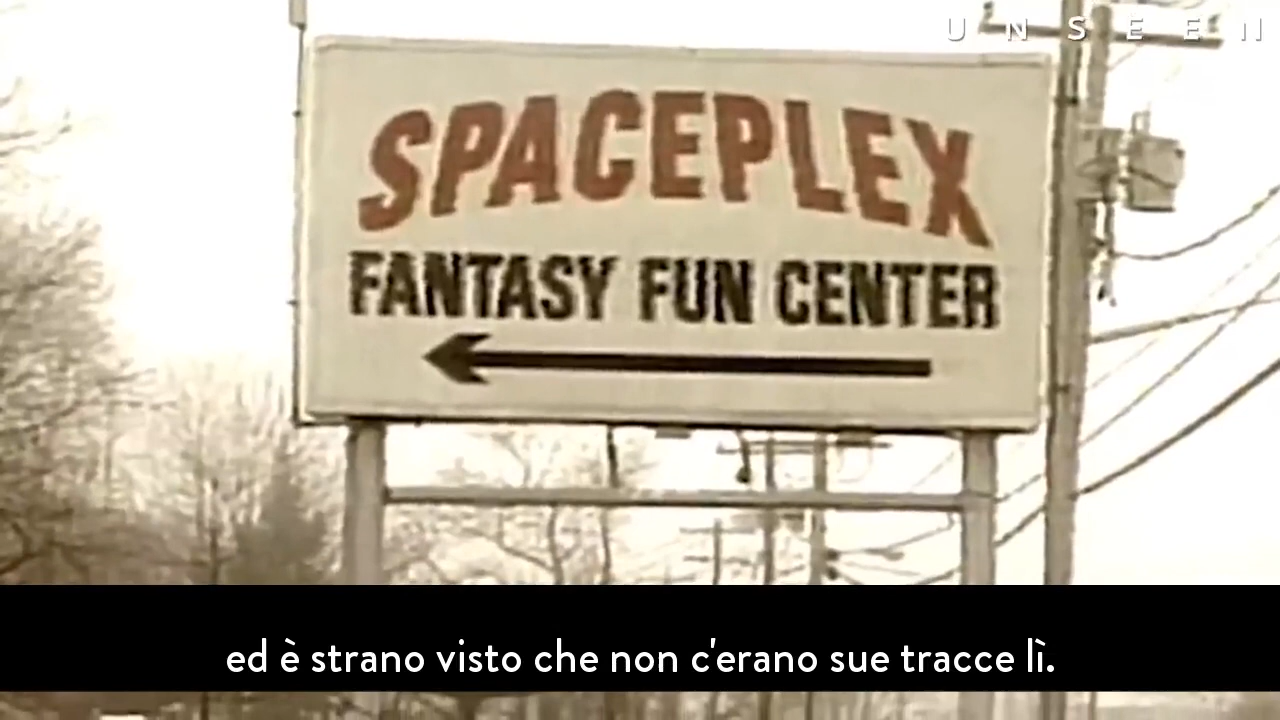 UNSEEN
SPACEPLEX
FANTASY FUN CENTER
ed è strano visto che non c'erano sue tracce lì.